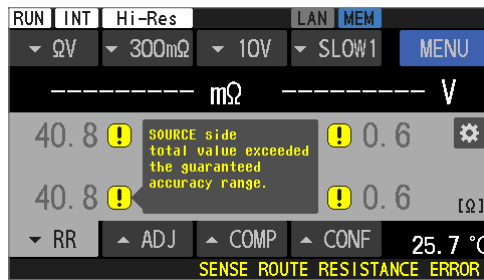 RUN INT Hi-Res LAN MEM
ΩV 300mΩ 10V SLOW1 MENU
--------- mΩ --------- V
40.8 ! SOURCE side ! 0.6
total value exceeded
the guaranteed
accuracy range.
40.8 ! ! 0.6 [Ω]
RR ADJ COMP CONF 25.7 °C
SENSE ROUTE RESISTANCE ERROR